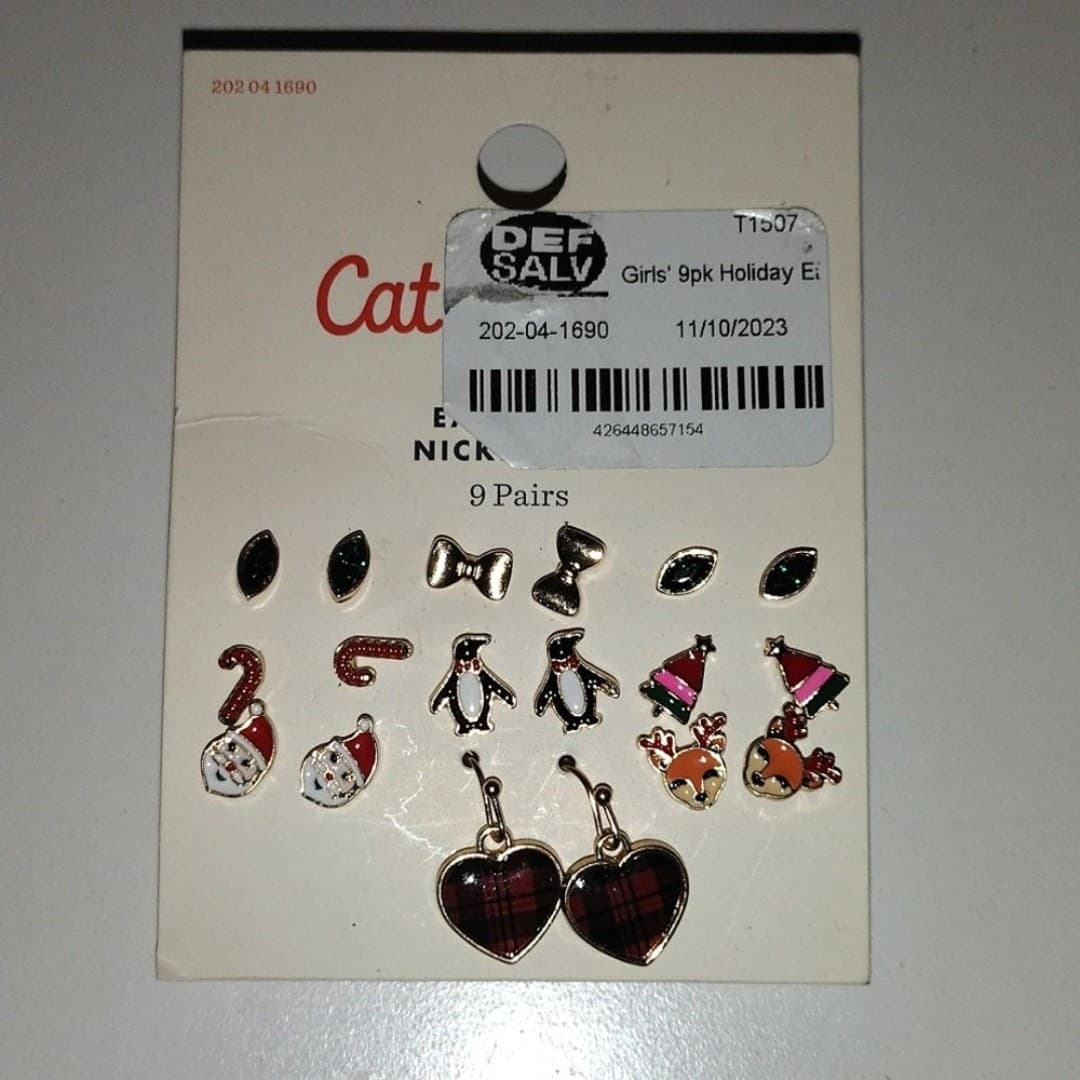 202 04 1690
T1507
DEF
SALV
Girls' 9pk Holiday
Cat
202-04-1690 11/10/2023
426448657154
NICK
9 Pairs